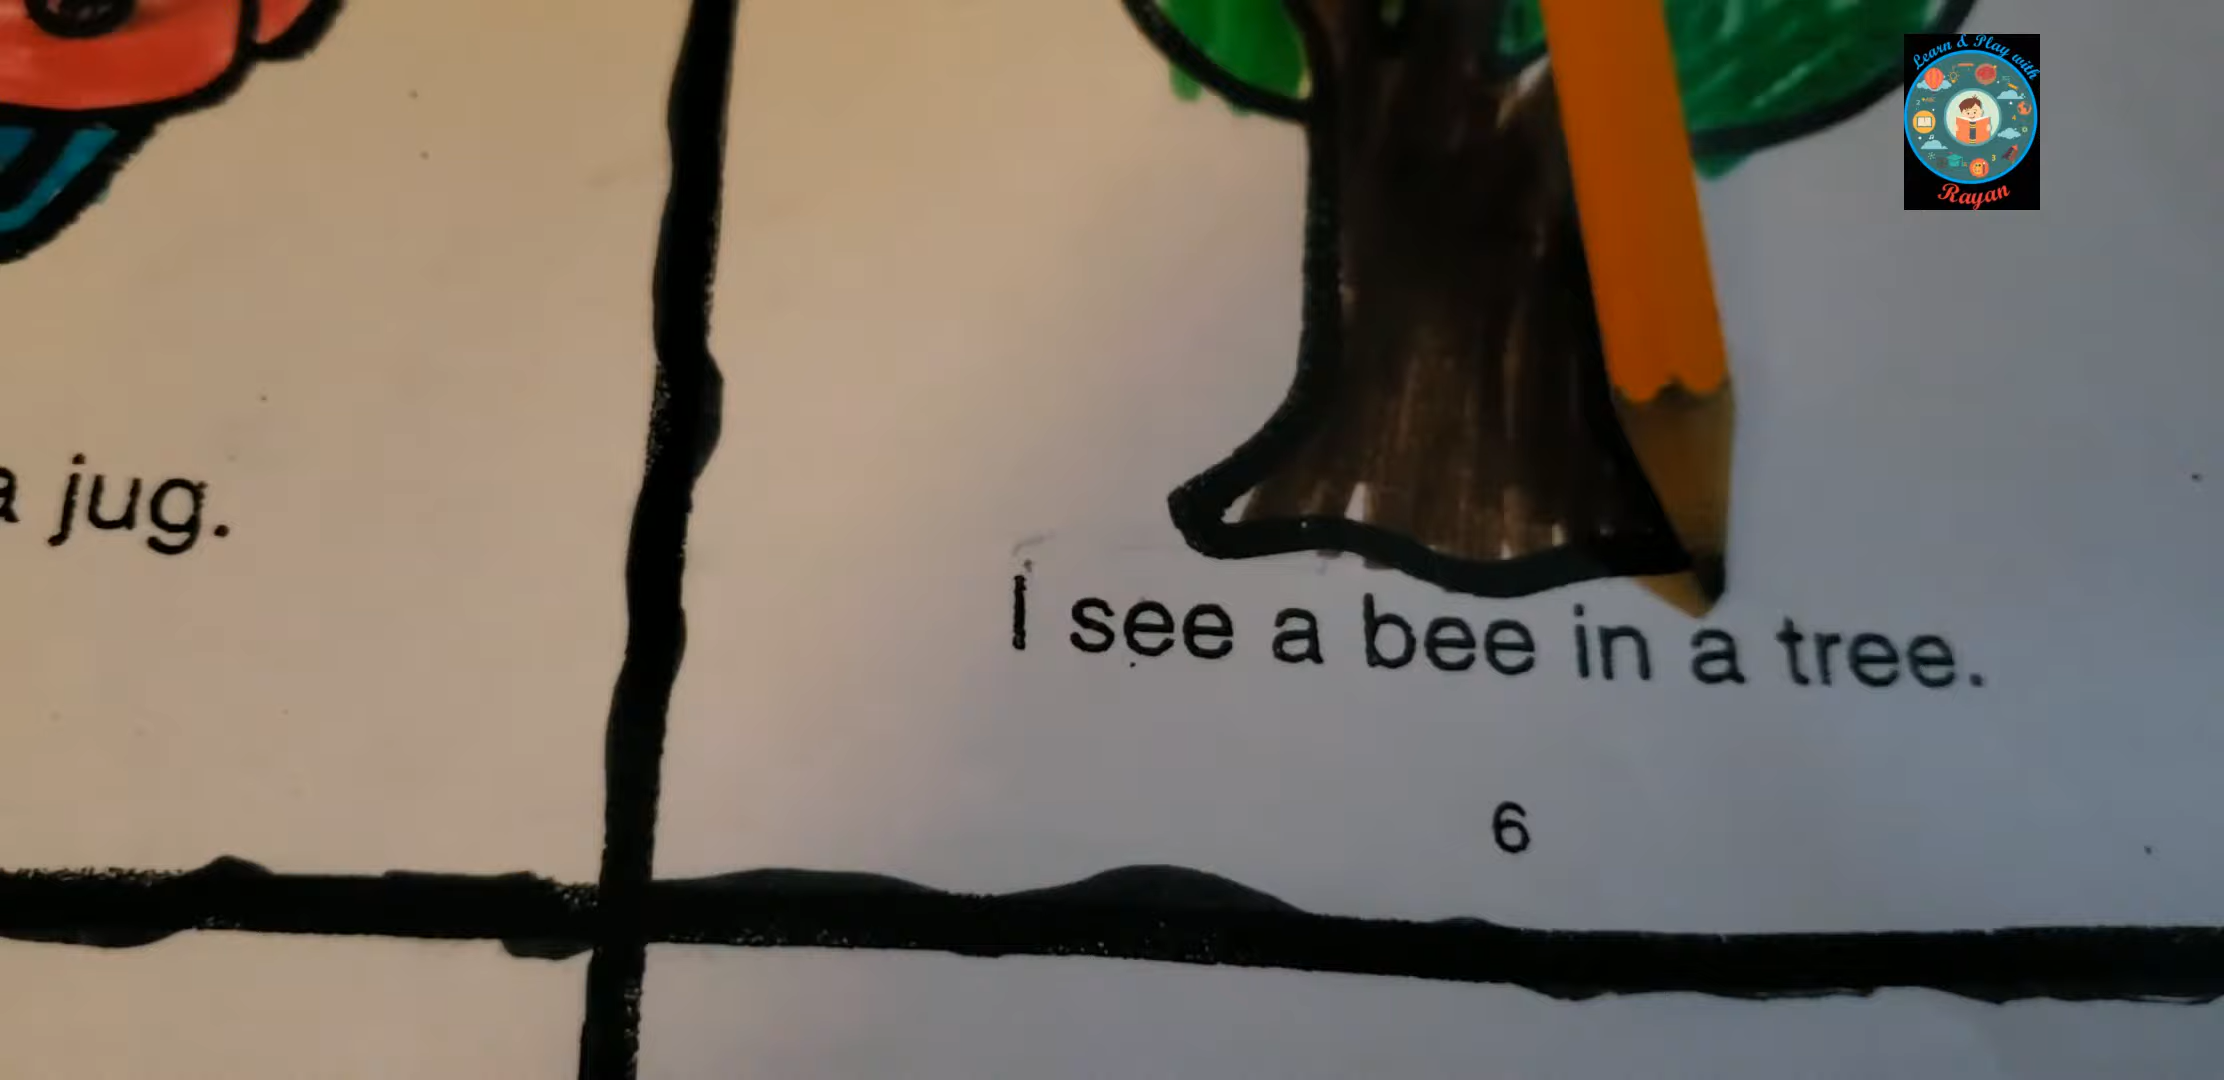 Learn & Play with
Rayan
a jug.
I see a bee in a tree.
6